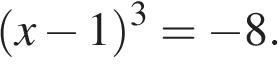 (x − 1)³ = −8.